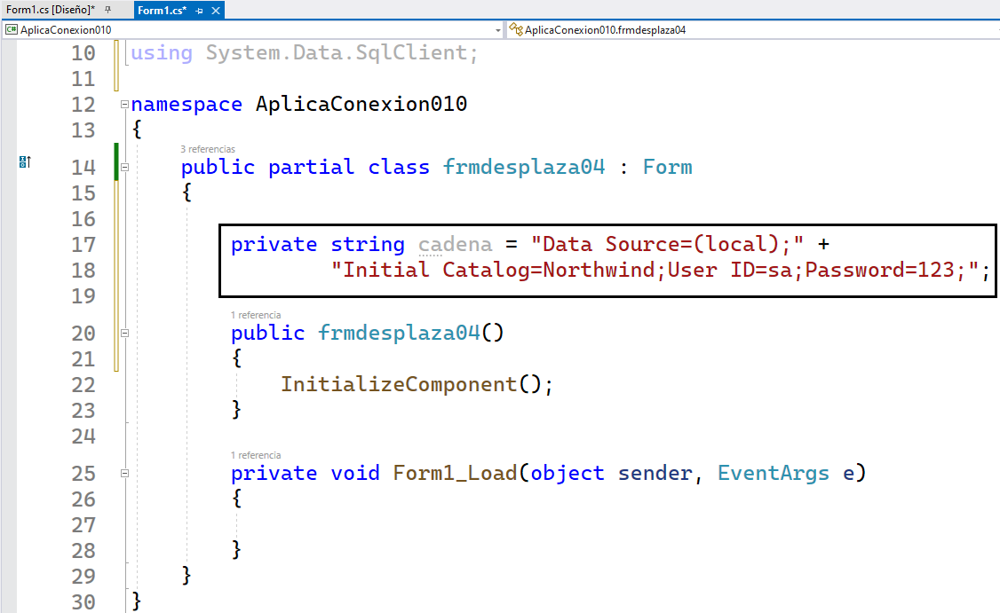 Form1.cs [Diseño]* Form1.cs*
C# AplicaConexion010 AplicaConexion010.frmdesplaza04
10 using System.Data.SqlClient;
11
12 namespace AplicaConexion010
13 {
3 referencias
14 public partial class frmdesplaza04 : Form
15 {
16
17 private string cadena = "Data Source=(local);" +
18 "Initial Catalog=Northwind;User ID=sa;Password=123;";
19
1 referencia
20 public frmdesplaza04()
21 {
22 InitializeComponent();
23 }
24
1 referencia
25 private void Form1_Load(object sender, EventArgs e)
26 {
27
28 }
29 }
30 }